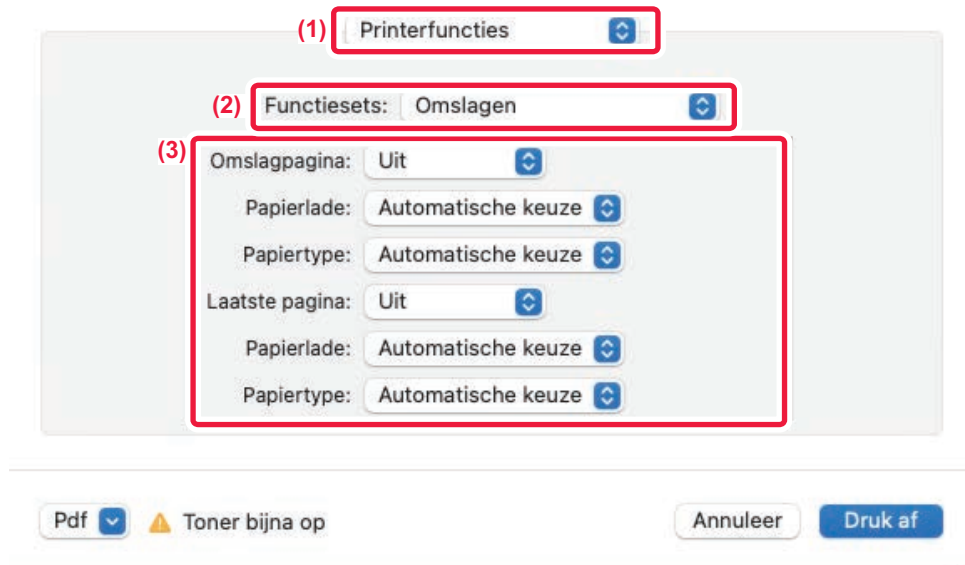 (1) Printerfuncties
(2) Functiesets: Omslagen
(3)
Omslagpagina: Uit
Papierlade: Automatische keuze
Papiertype: Automatische keuze
Laatste pagina: Uit
Papierlade: Automatische keuze
Papiertype: Automatische keuze
Pdf Toner bijna op Annuleer Druk af